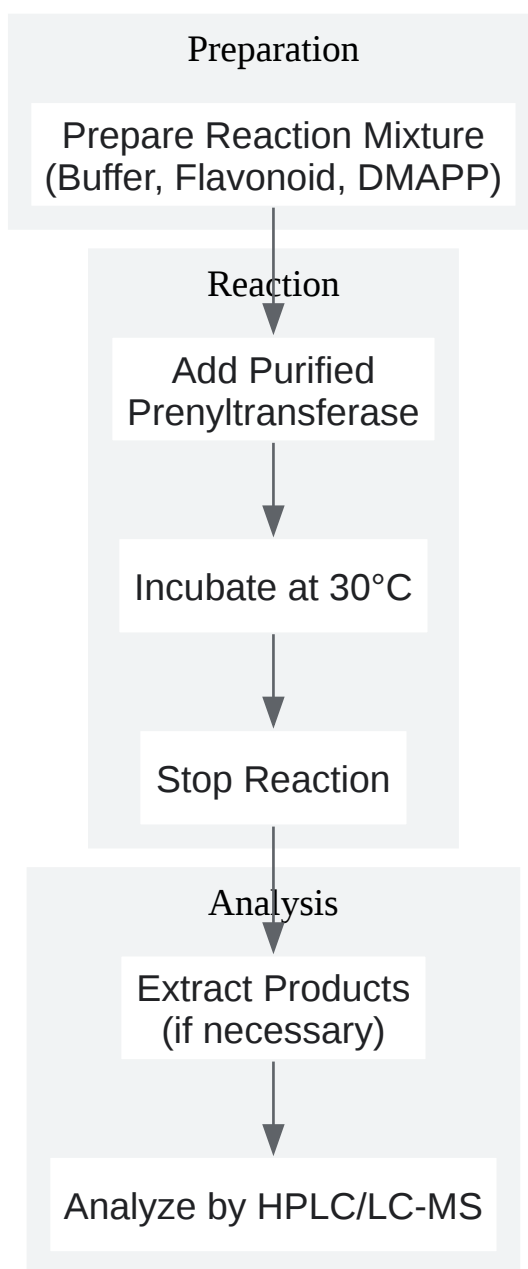 Preparation
Prepare Reaction Mixture
(Buffer, Flavonoid, DMAPP)
Reaction
Add Purified
Prenyltransferase
Incubate at 30°C
Stop Reaction
Analysis
Extract Products
(if necessary)
Analyze by HPLC/LC-MS